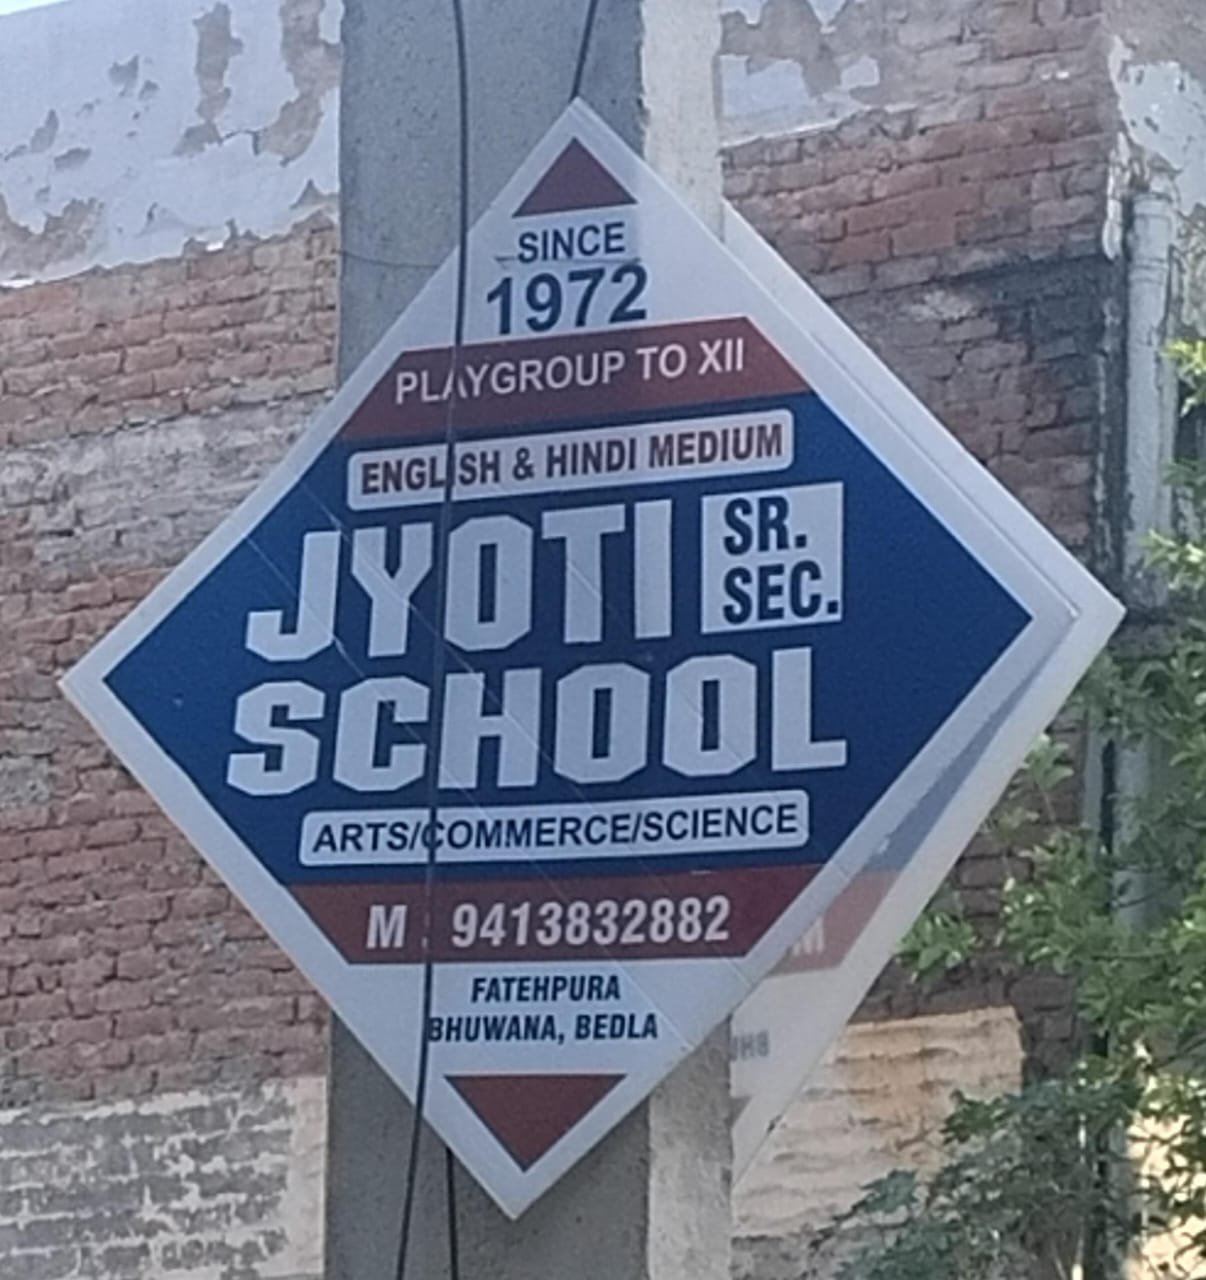 SINCE
1972
PLAYGROUP TO XII
ENGLISH & HINDI MEDIUM
JYOTI SR. SEC.
SCHOOL
ARTS/COMMERCE/SCIENCE
M : 9413832882
FATEHPURA
BHUWANA, BEDLA